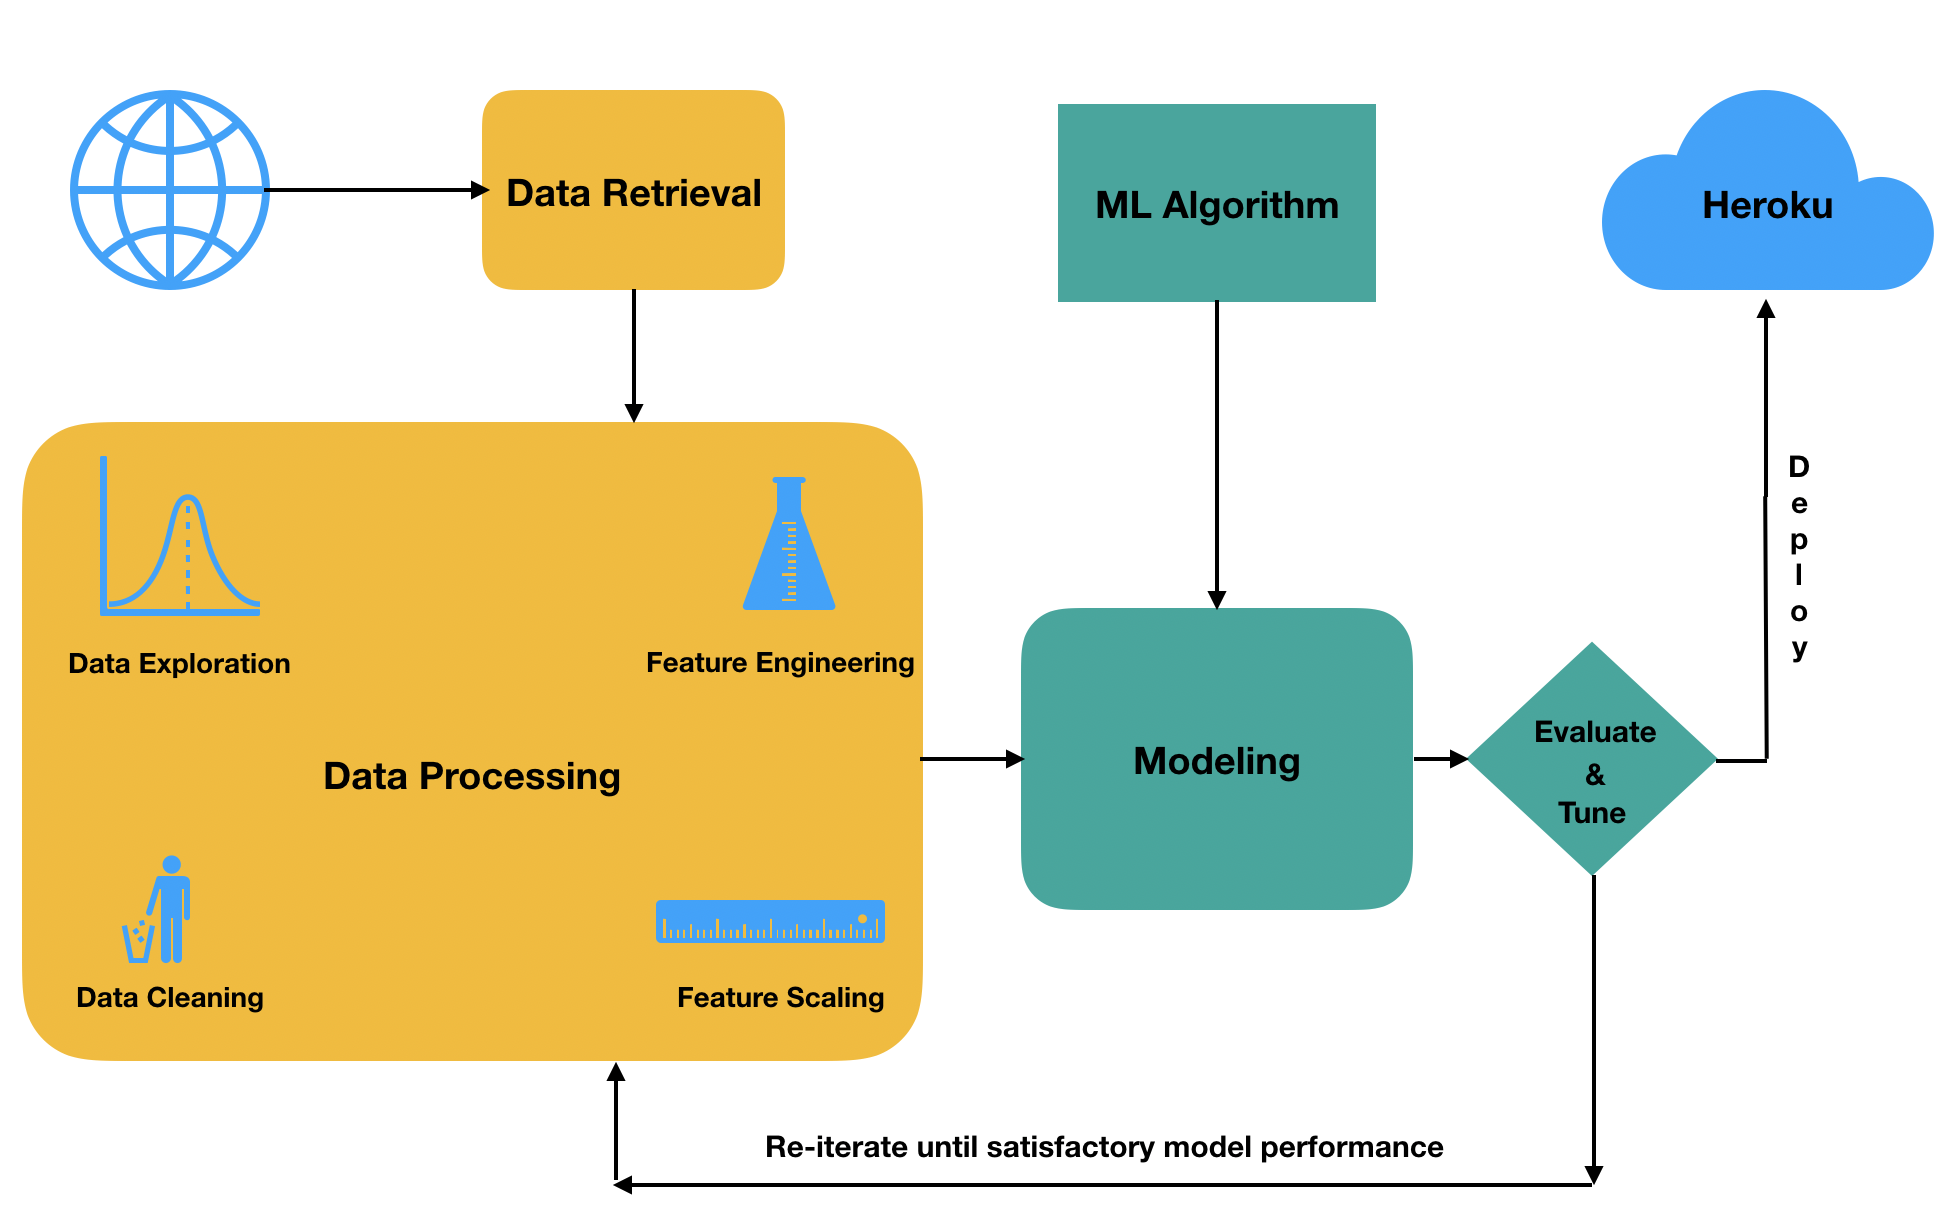 Data Retrieval
ML Algorithm
Heroku
Data Exploration
Feature Engineering
Data Processing
Data Cleaning
Feature Scaling
Modeling
Evaluate
&
Tune
Deploy
Re-iterate until satisfactory model performance